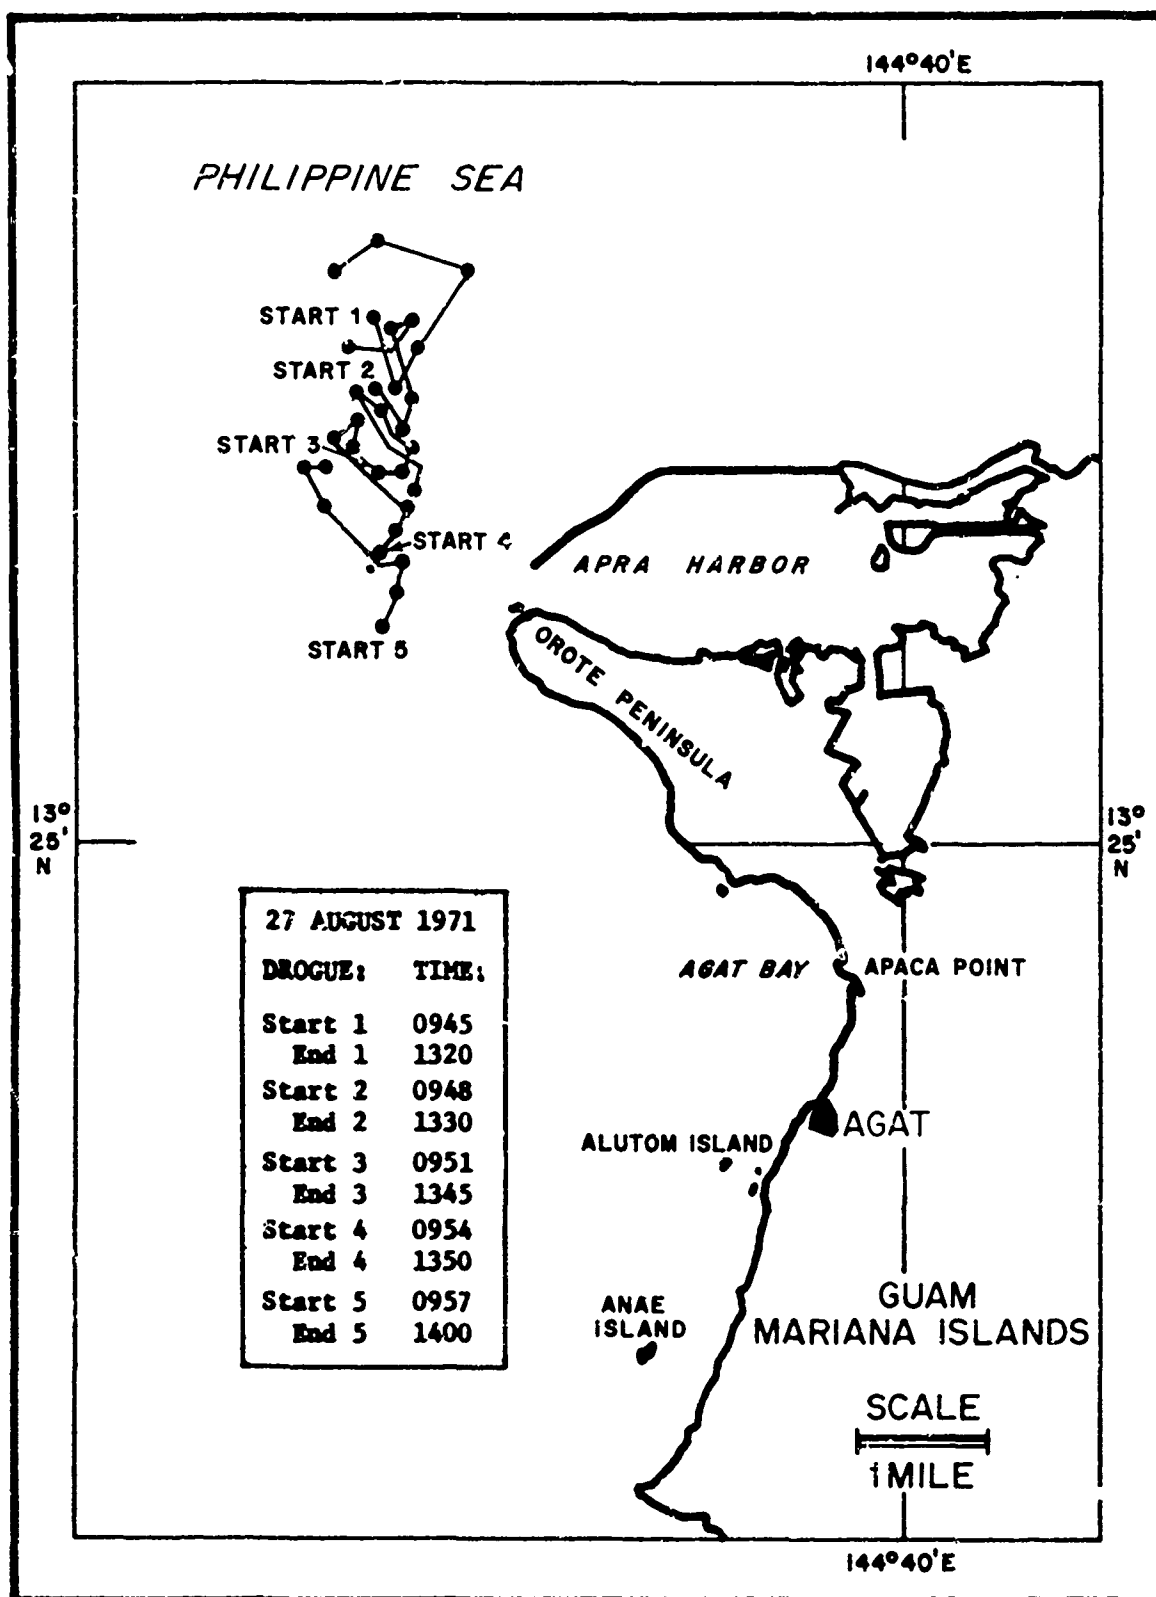 144°40'E
PHILIPPINE SEA
START 1
START 2
START 3
START 4
APRA HARBOR
START 5
OROTE PENINSULA
13°
25'
N
13°
25'
N
27 AUGUST 1971
DROGUE: TIME:
Start 1 0945
End 1 1320
Start 2 0948
End 2 1330
Start 3 0951
End 3 1345
Start 4 0954
End 4 1350
Start 5 0957
End 5 1400
AGAT BAY
APACA POINT
AGAT
ALUTOM ISLAND
ANAE
ISLAND
GUAM
MARIANA ISLANDS
SCALE
1 MILE
144°40'E